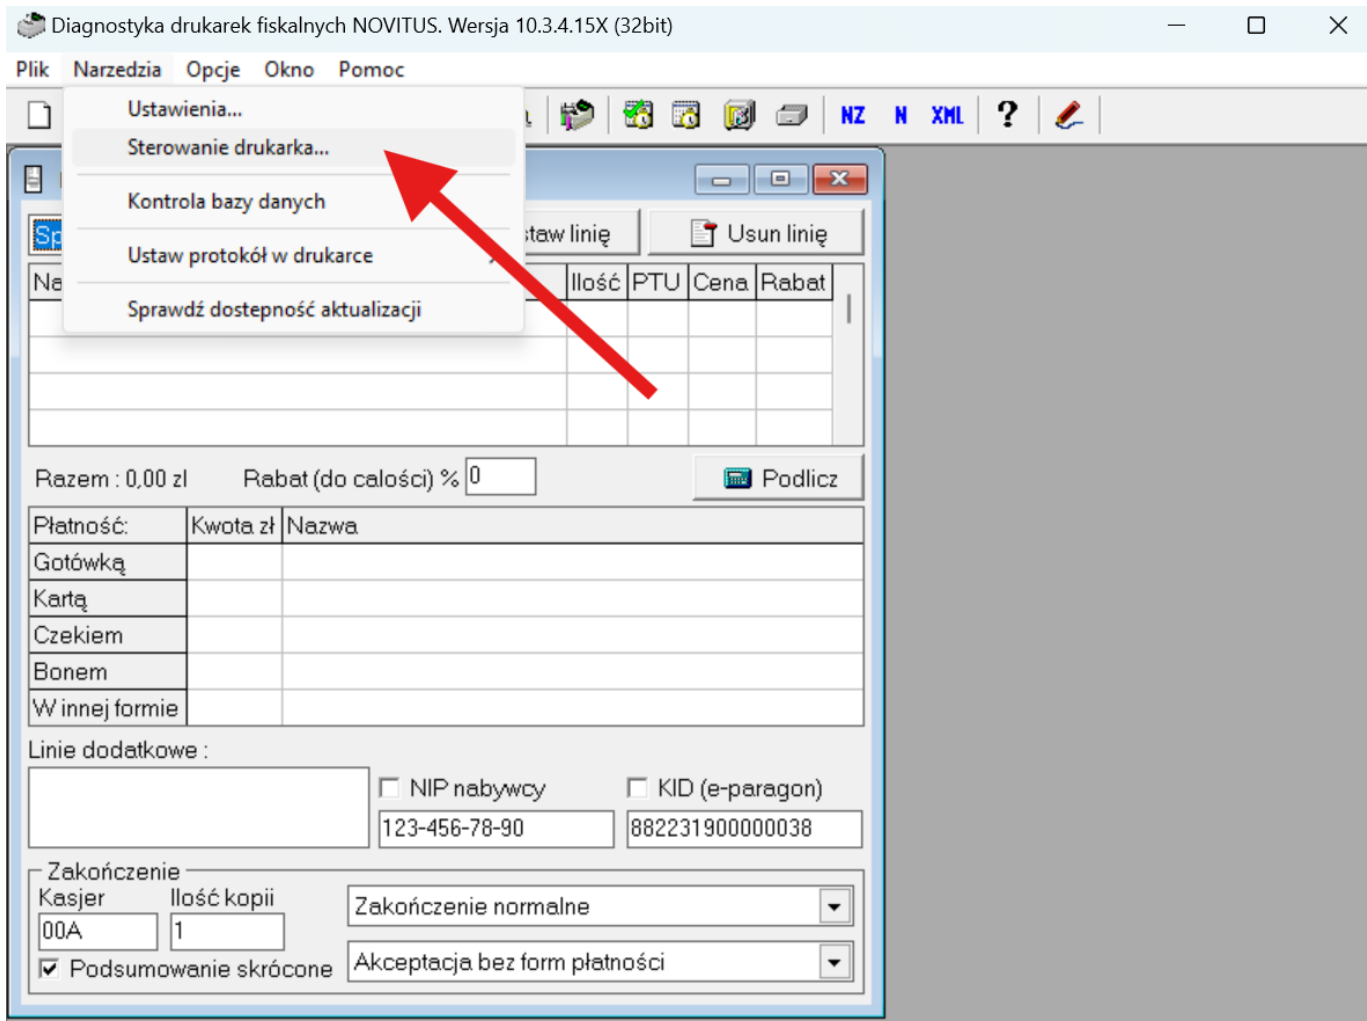 Diagnostyka drukarek fiskalnych NOVITUS. Wersja 10.3.4.15X (32bit)
Plik Narzedzia Opcje Okno Pomoc
Ustawienia...
NZ N XML ?
Sterowanie drukarka...
Kontrola bazy danych
Sp taw linię Usun linię
Ustaw protokół w drukarce
Na Ilość PTU Cena Rabat
Sprawdź dostepność aktualizacji
Razem : 0,00 zl Rabat (do calości) % 0 Podlicz
Płatność: Kwota zł Nazwa
Gotówką
Kartą
Czekiem
Bonem
W innej formie
Linie dodatkowe :
NIP nabywcy KID (e-paragon)
123-456-78-90 882231900000038
Zakończenie
Kasjer Ilość kopii
00A 1 Zakończenie normalne
Podsumowanie skrócone Akceptacja bez form płatności